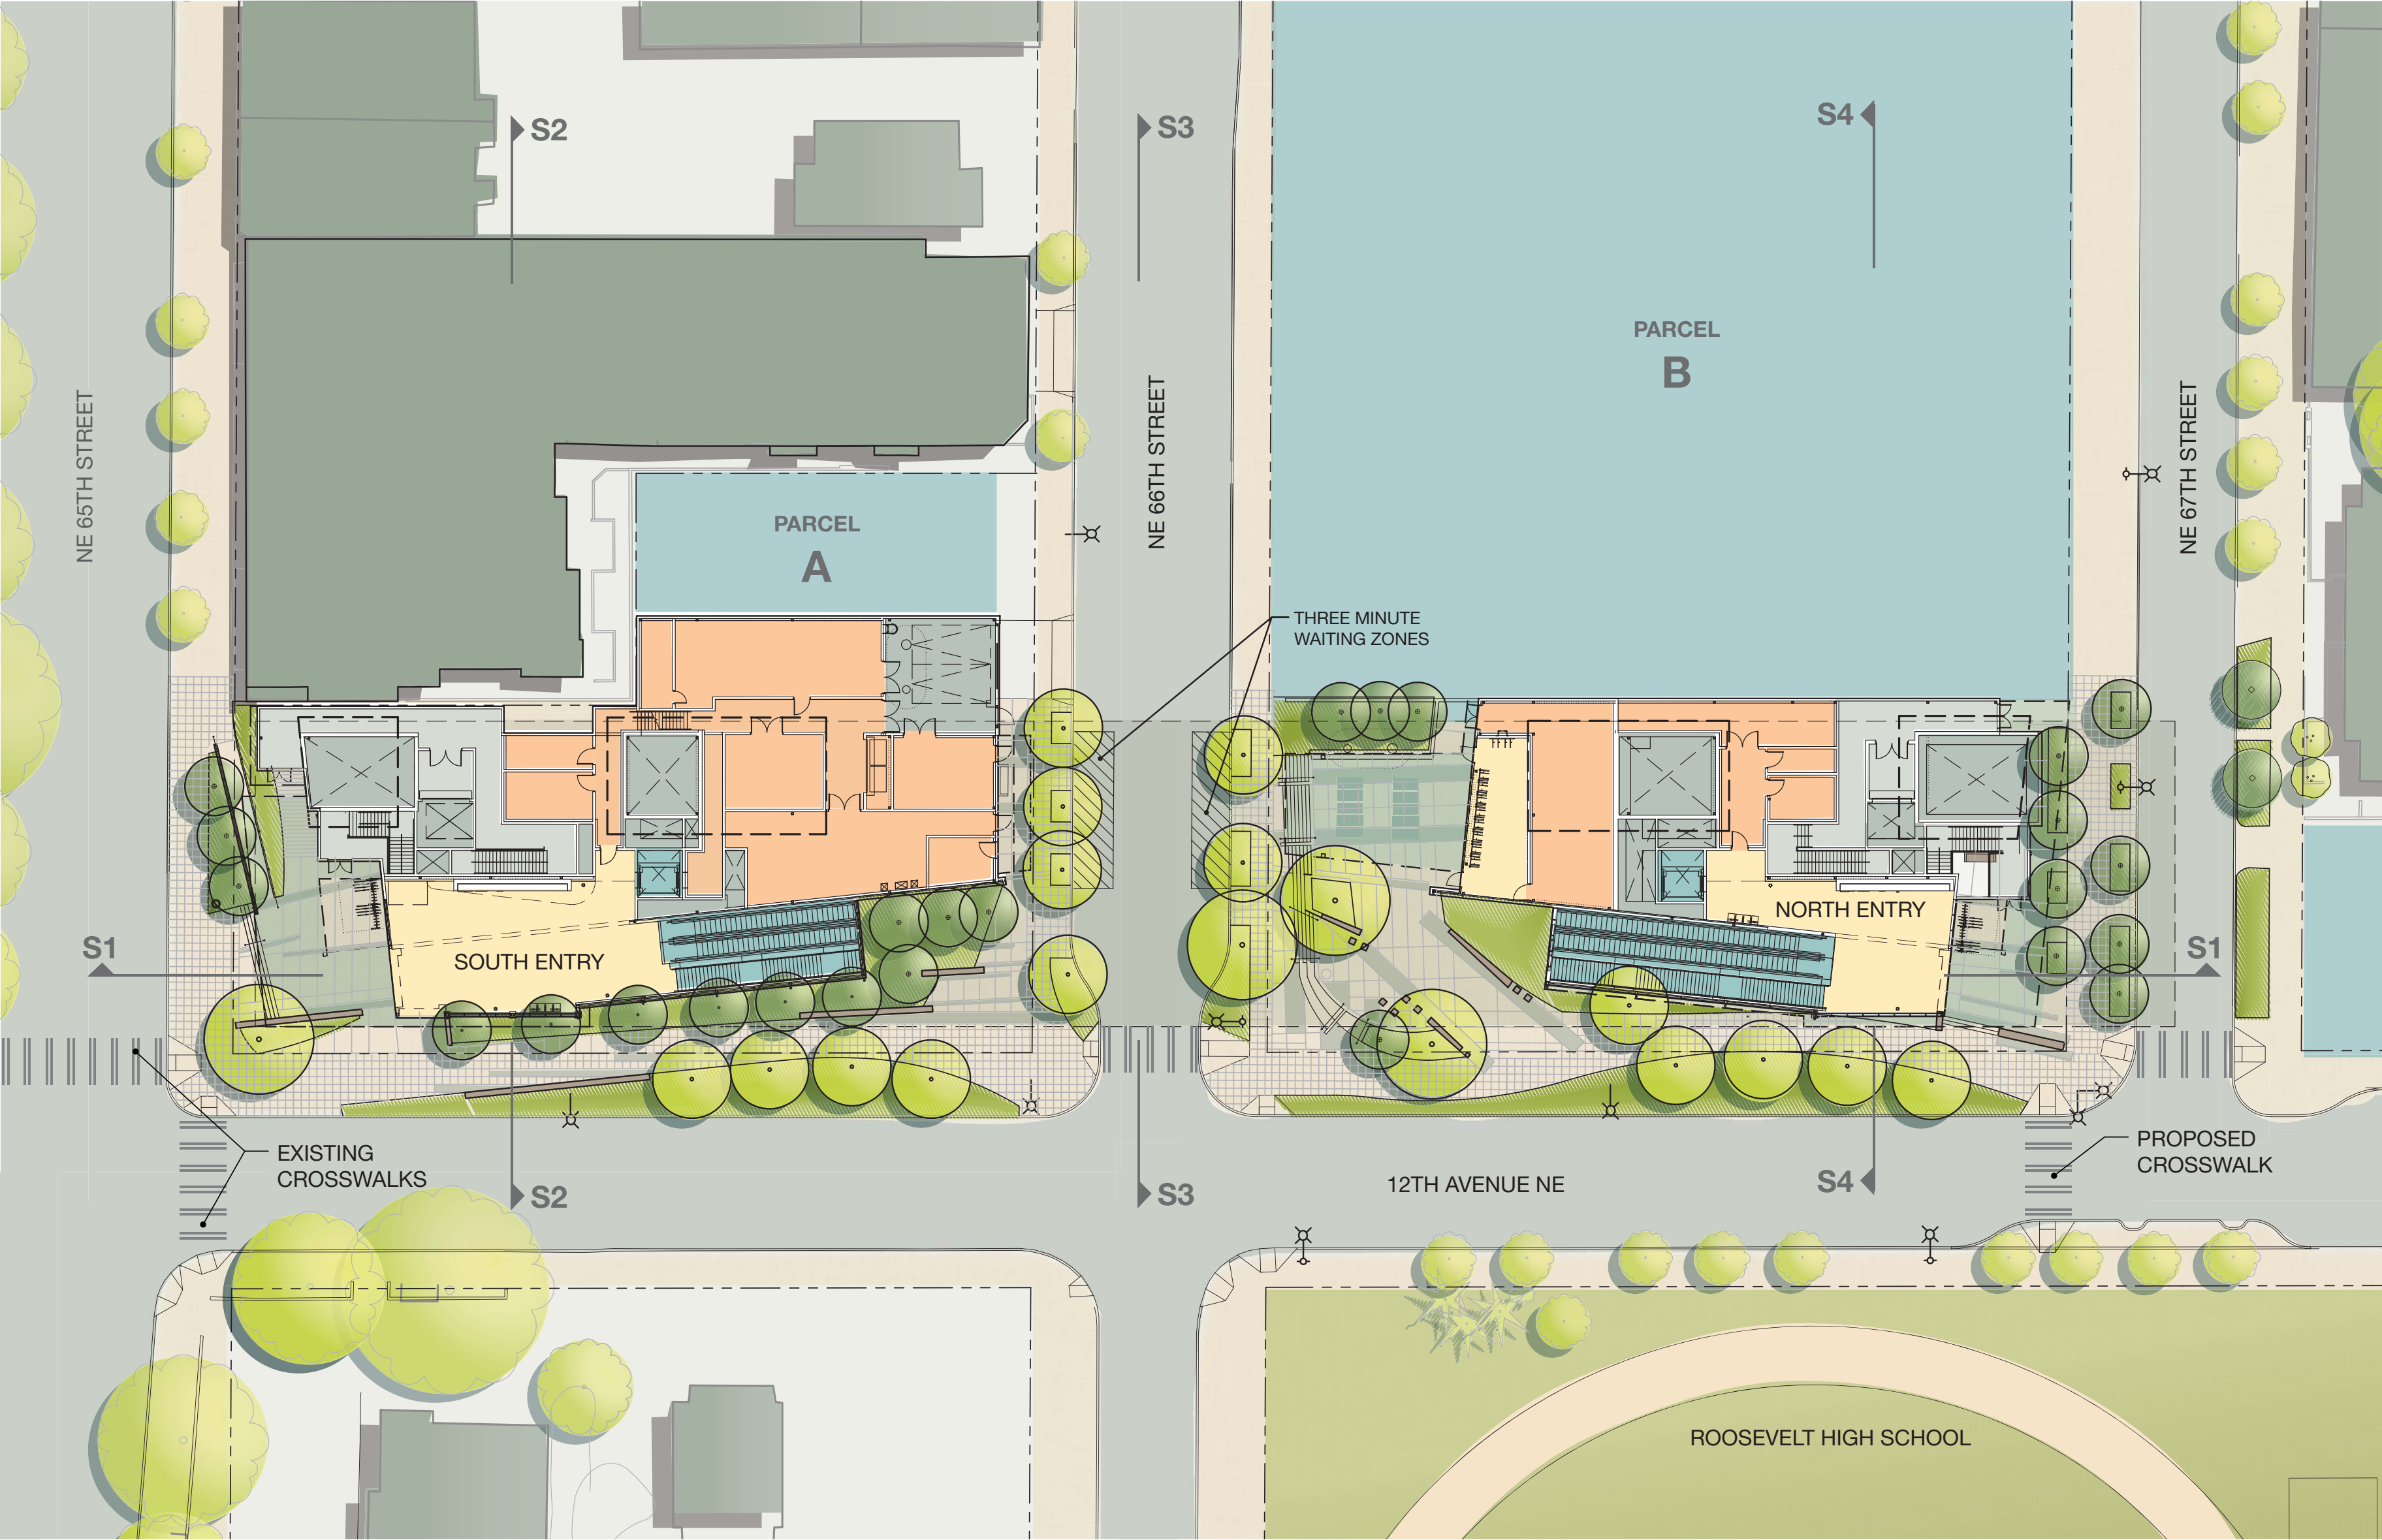 S2
S3
S4
PARCEL
B
NE 65TH STREET
NE 66TH STREET
NE 67TH STREET
PARCEL
A
THREE MINUTE
WAITING ZONES
NORTH ENTRY
S1
SOUTH ENTRY
S1
EXISTING
CROSSWALKS
PROPOSED
CROSSWALK
S2
S3
12TH AVENUE NE
S4
ROOSEVELT HIGH SCHOOL